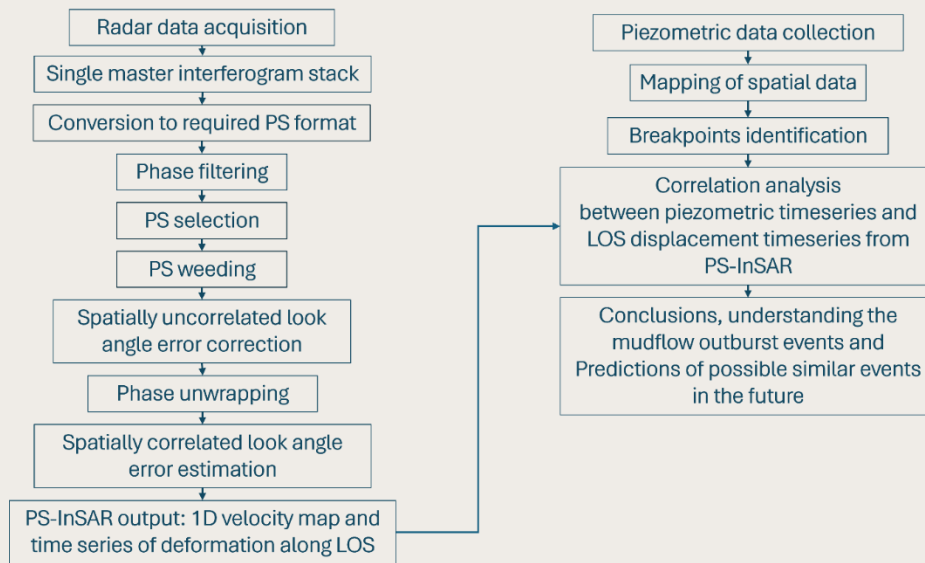 Radar data acquisition
Single master interferogram stack
Conversion to required PS format
Phase filtering
PS selection
PS weeding
Spatially uncorrelated look
angle error correction
Phase unwrapping
Spatially correlated look angle
error estimation
PS-InSAR output: 1D velocity map and
time series of deformation along LOS
Piezometric data collection
Mapping of spatial data
Breakpoints identification
Correlation analysis
between piezometric timeseries and
LOS displacement timeseries from
PS-InSAR
Conclusions, understanding the
mudflow outburst events and
Predictions of possible similar events
in the future